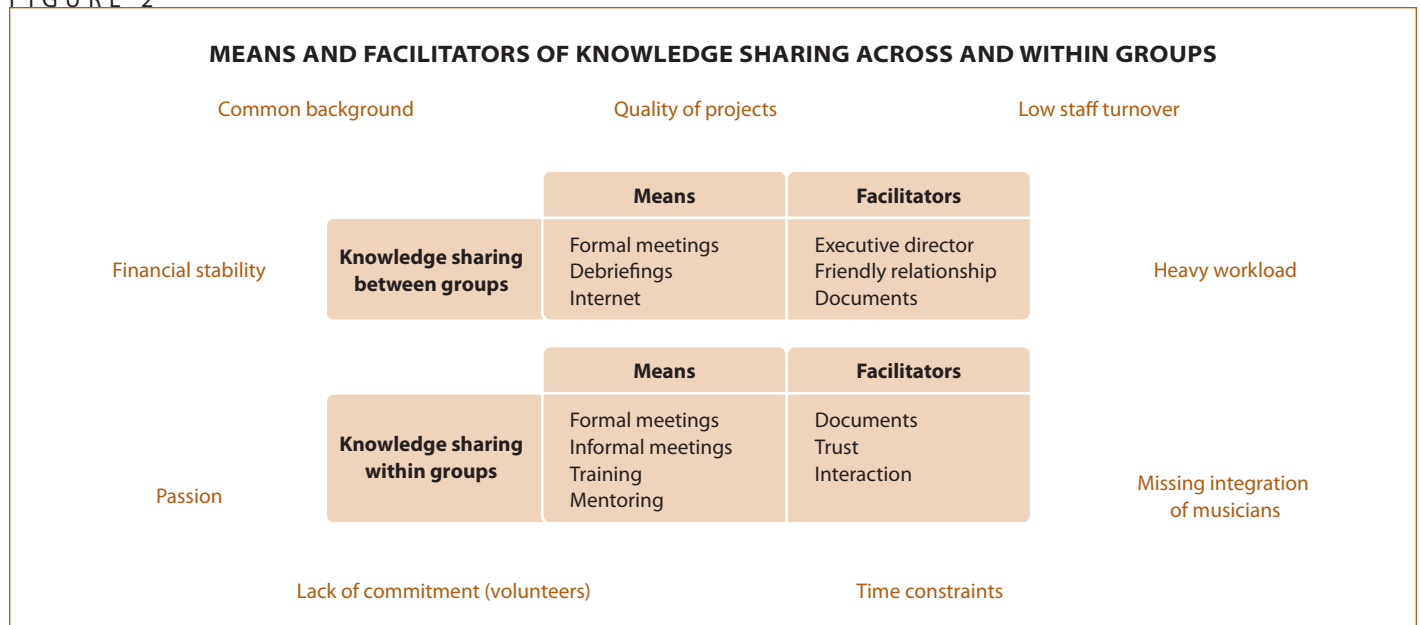 FIGURE 2
MEANS AND FACILITATORS OF KNOWLEDGE SHARING ACROSS AND WITHIN GROUPS
Common background
Quality of projects
Low staff turnover
Means
Facilitators
Financial stability
Knowledge sharing
between groups
Formal meetings
Debriefings
Internet
Executive director
Friendly relationship
Documents
Heavy workload
Means
Facilitators
Passion
Knowledge sharing
within groups
Formal meetings
Informal meetings
Training
Mentoring
Documents
Trust
Interaction
Missing integration
of musicians
Lack of commitment (volunteers)
Time constraints